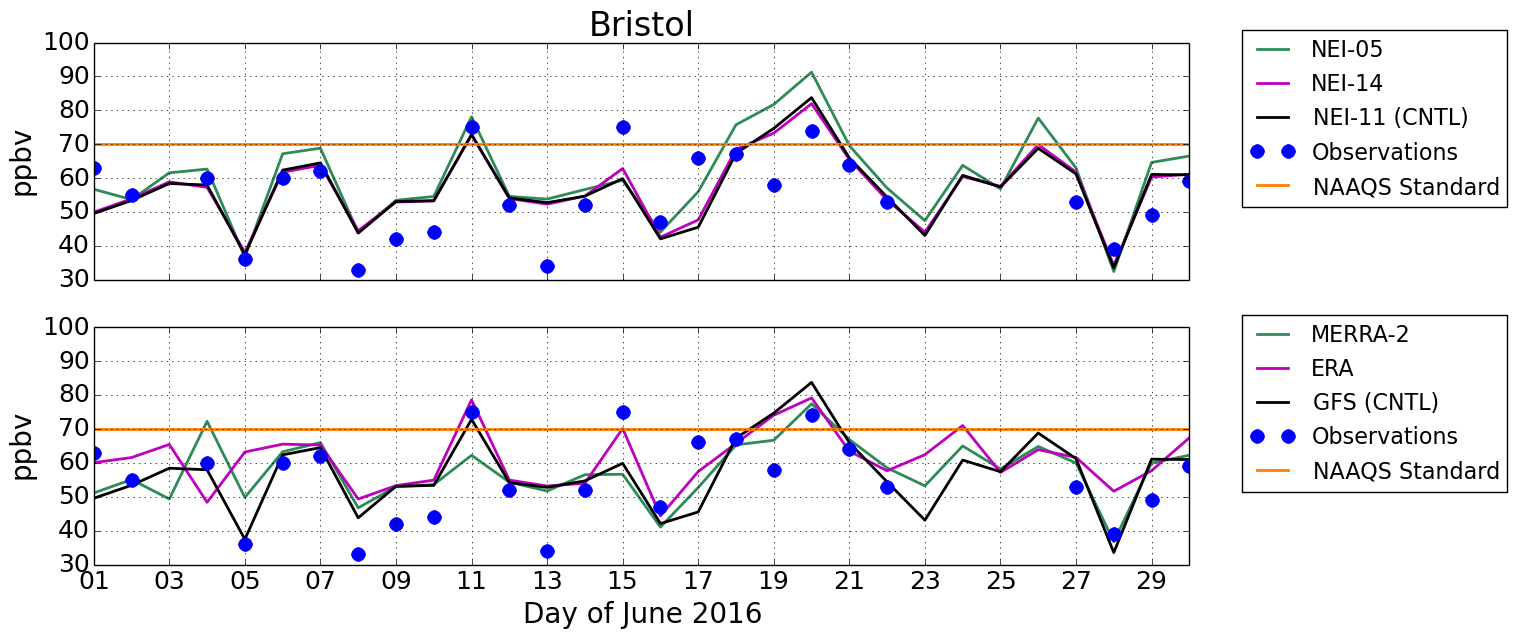 Bristol
100
90
80
70
60
50
40
30
ppbv
NEI-05
NEI-14
NEI-11 (CNTL)
Observations
NAAQS Standard
100
90
80
70
60
50
40
30
ppbv
01 03 05 07 09 11 13 15 17 19 21 23 25 27 29
Day of June 2016
MERRA-2
ERA
GFS (CNTL)
Observations
NAAQS Standard